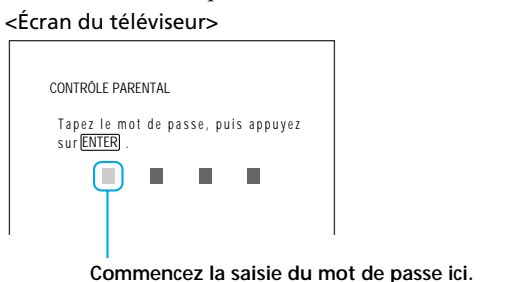 <Écran du téléviseur>
CONTRÔLE PARENTAL
Tapez le mot de passe, puis appuyez
sur ENTER .
Commencez la saisie du mot de passe ici.